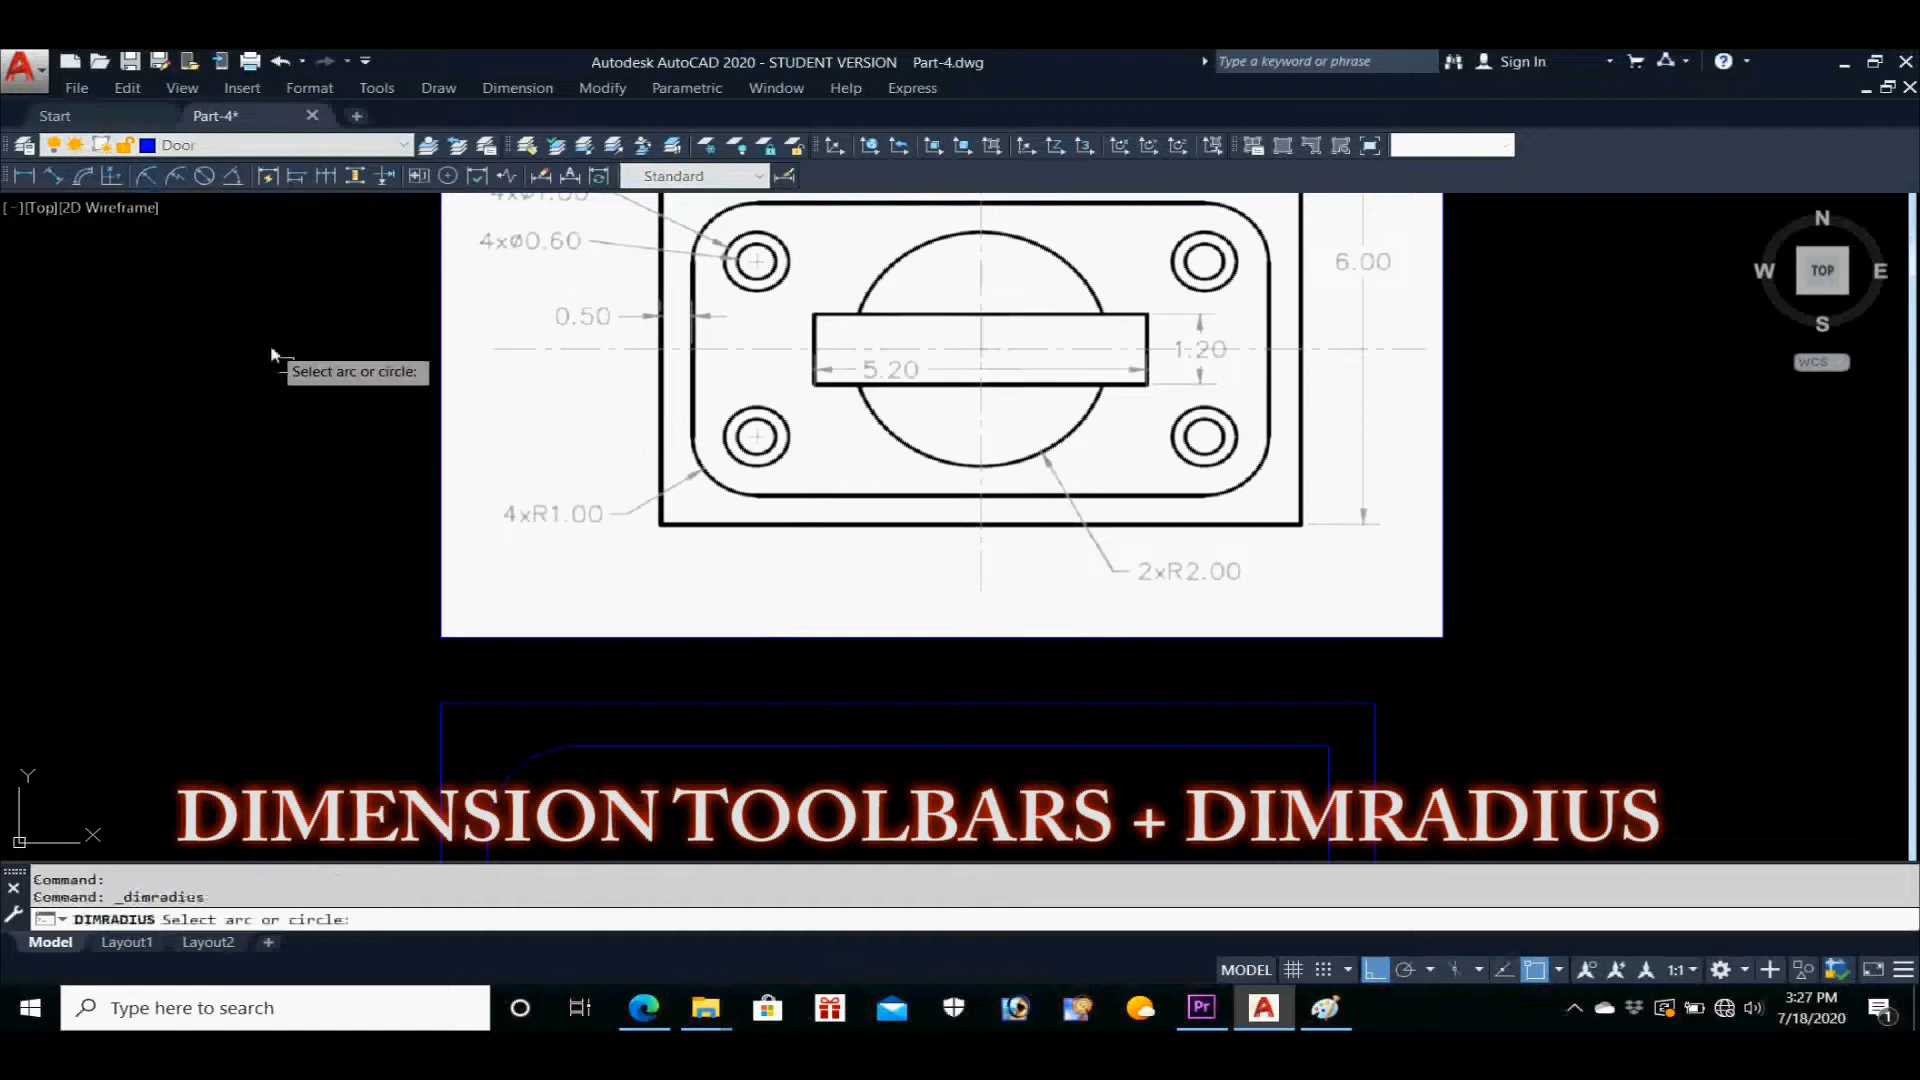 Autodesk AutoCAD 2020 - STUDENT VERSION Part-4.dwg
Type a keyword or phrase
Sign In
File Edit View Insert Format Tools Draw Dimension Modify Parametric Window Help Express
Start Part-4*
Door
Standard
[-][Top][2D Wireframe]
4xø1.00
4xø0.60
0.50
5.20
1.20
6.00
4xR1.00
2xR2.00
Select arc or circle:
N
W TOP E
S
WCS
Y
X
DIMENSION TOOLBARS + DIMRADIUS
Command:
Command: _dimradius
DIMRADIUS Select arc or circle:
Model Layout1 Layout2 +
MODEL 1:1
Type here to search
Pr
A
3:27 PM
7/18/2020
1